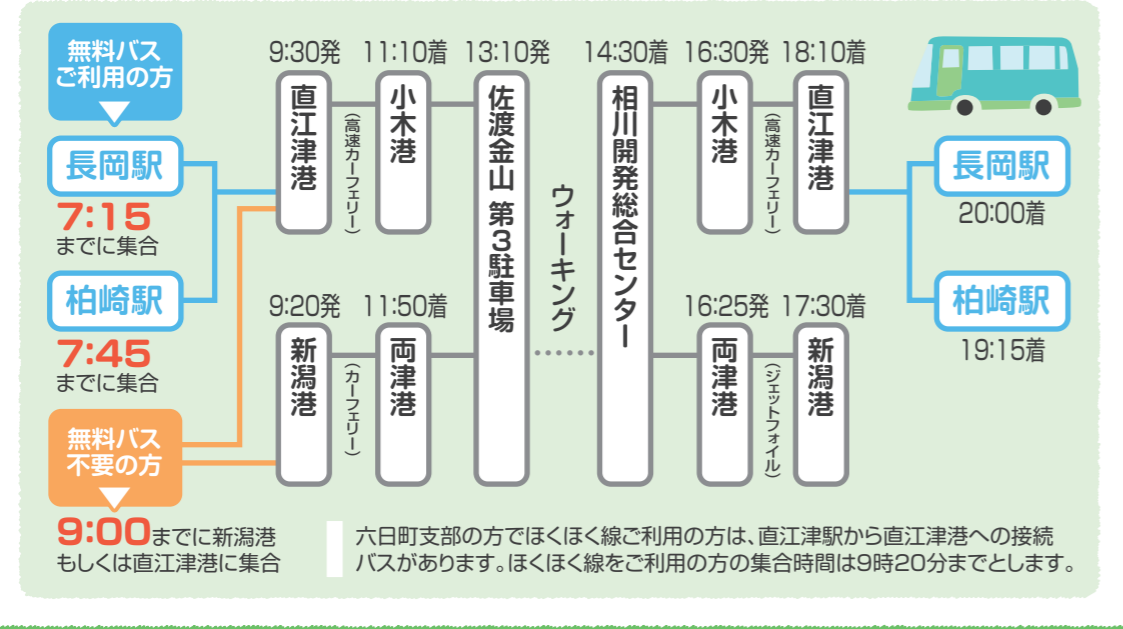 無料バス
ご利用の方
長岡駅
7:15
までに集合
柏崎駅
7:45
までに集合
無料バス
不要の方
9:00までに新潟港
もしくは直江津港に集合
9:30発
直江津港
(高速カーフェリー)
11:10着
小木港
9:20発
新潟港
(カーフェリー)
11:50着
両津港
13:10発
佐渡金山 第3駐車場
ウォーキング
14:30着
相川開発総合センター
16:30発
小木港
(高速カーフェリー)
18:10着
直江津港
16:25発
両津港
(ジェットフォイル)
17:30着
新潟港
長岡駅
20:00着
柏崎駅
19:15着
六日町支部の方でほくほく線ご利用の方は、直江津駅から直江津港への接続
バスがあります。ほくほく線をご利用の方の集合時間は9時20分までとします。